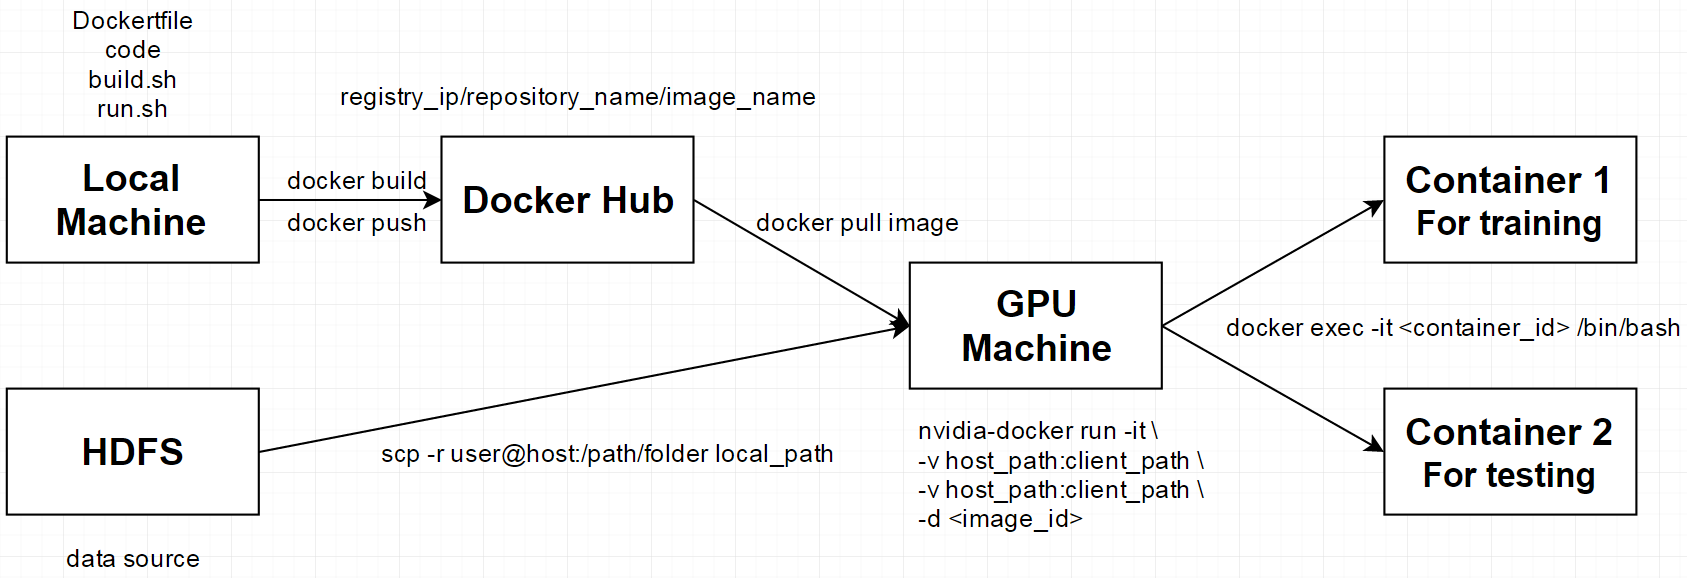 Dockertfile
code
build.sh
run.sh
registry_ip/repository_name/image_name
Local
Machine
docker build
docker push
Docker Hub
docker pull image
GPU
Machine
Container 1
For training
docker exec -it <container_id> /bin/bash
HDFS
scp -r user@host:/path/folder local_path
nvidia-docker run -it \
-v host_path:client_path \
-v host_path:client_path \
-d <image_id>
Container 2
For testing
data source